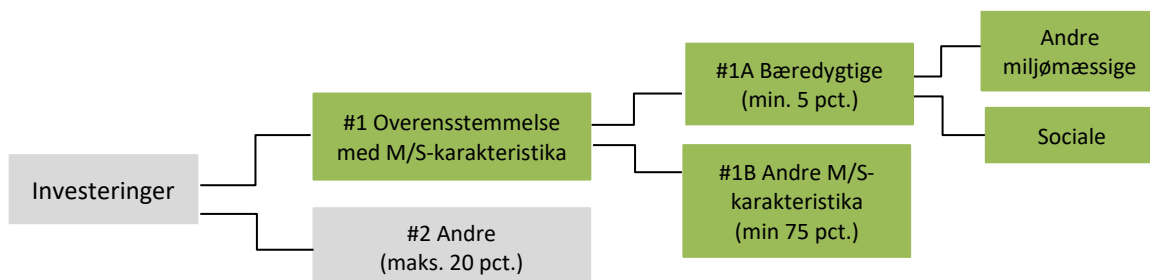 Investeringer
#1 Overensstemmelse
med M/S-karakteristika
#2 Andre
(maks. 20 pct.)
#1A Bæredygtige
(min. 5 pct.)
#1B Andre M/S-
karakteristika
(min 75 pct.)
Andre
miljømæssige
Sociale